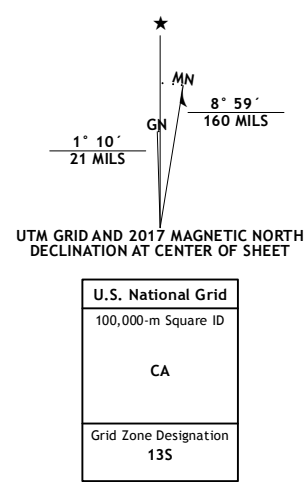 MN
GN
8° 59´
160 MILS
1° 10´
21 MILS
UTM GRID AND 2017 MAGNETIC NORTH
DECLINATION AT CENTER OF SHEET
U.S. National Grid
100,000-m Square ID
CA
Grid Zone Designation
13S